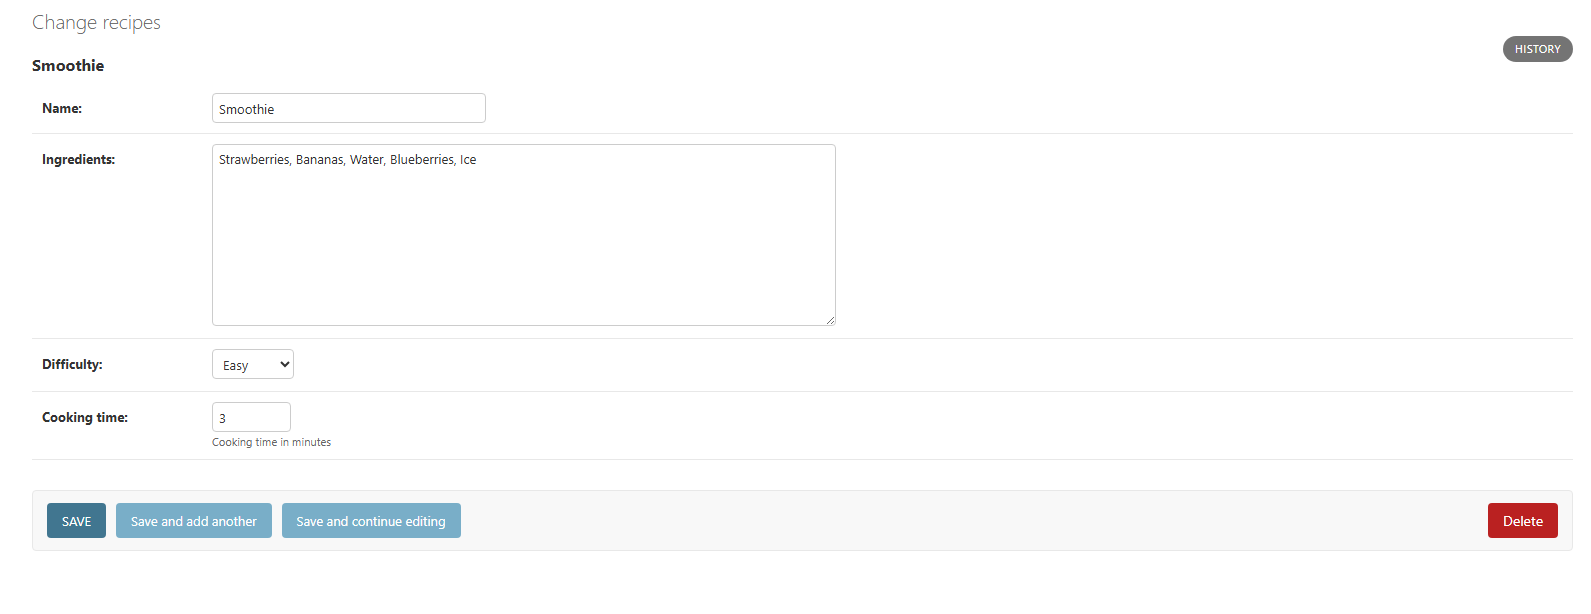 Change recipes
HISTORY
Smoothie
Name: Smoothie
Ingredients: Strawberries, Bananas, Water, Blueberries, Ice
Difficulty: Easy
Cooking time: 3
Cooking time in minutes
SAVE Save and add another Save and continue editing Delete